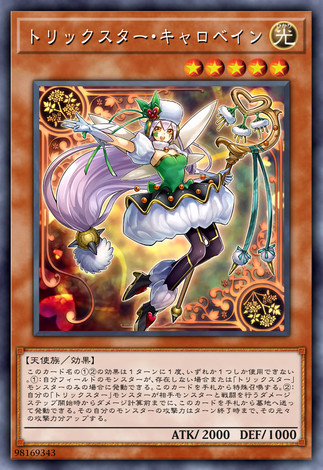 トリックスター・キャロベイン
光
【天使族／効果】
このカード名の①②の効果は１ターンに１度、いずれか１つしか使用できない。①：自分フィールドのモンスターが、存在しない場合または「トリックスター」モンスターのみの場合に発動できる。このカードを手札から特殊召喚する。②：
自分の「トリックスター」モンスターが相手モンスターと戦闘を行うダメージ
ステップ開始時からダメージ計算前までに、このカードを手札から墓地へ送っ
て発動できる。その自分のモンスターの攻撃力はターン終了時まで、その元々
の攻撃力分アップする。
ATK/ 2000 DEF/1000
98169343